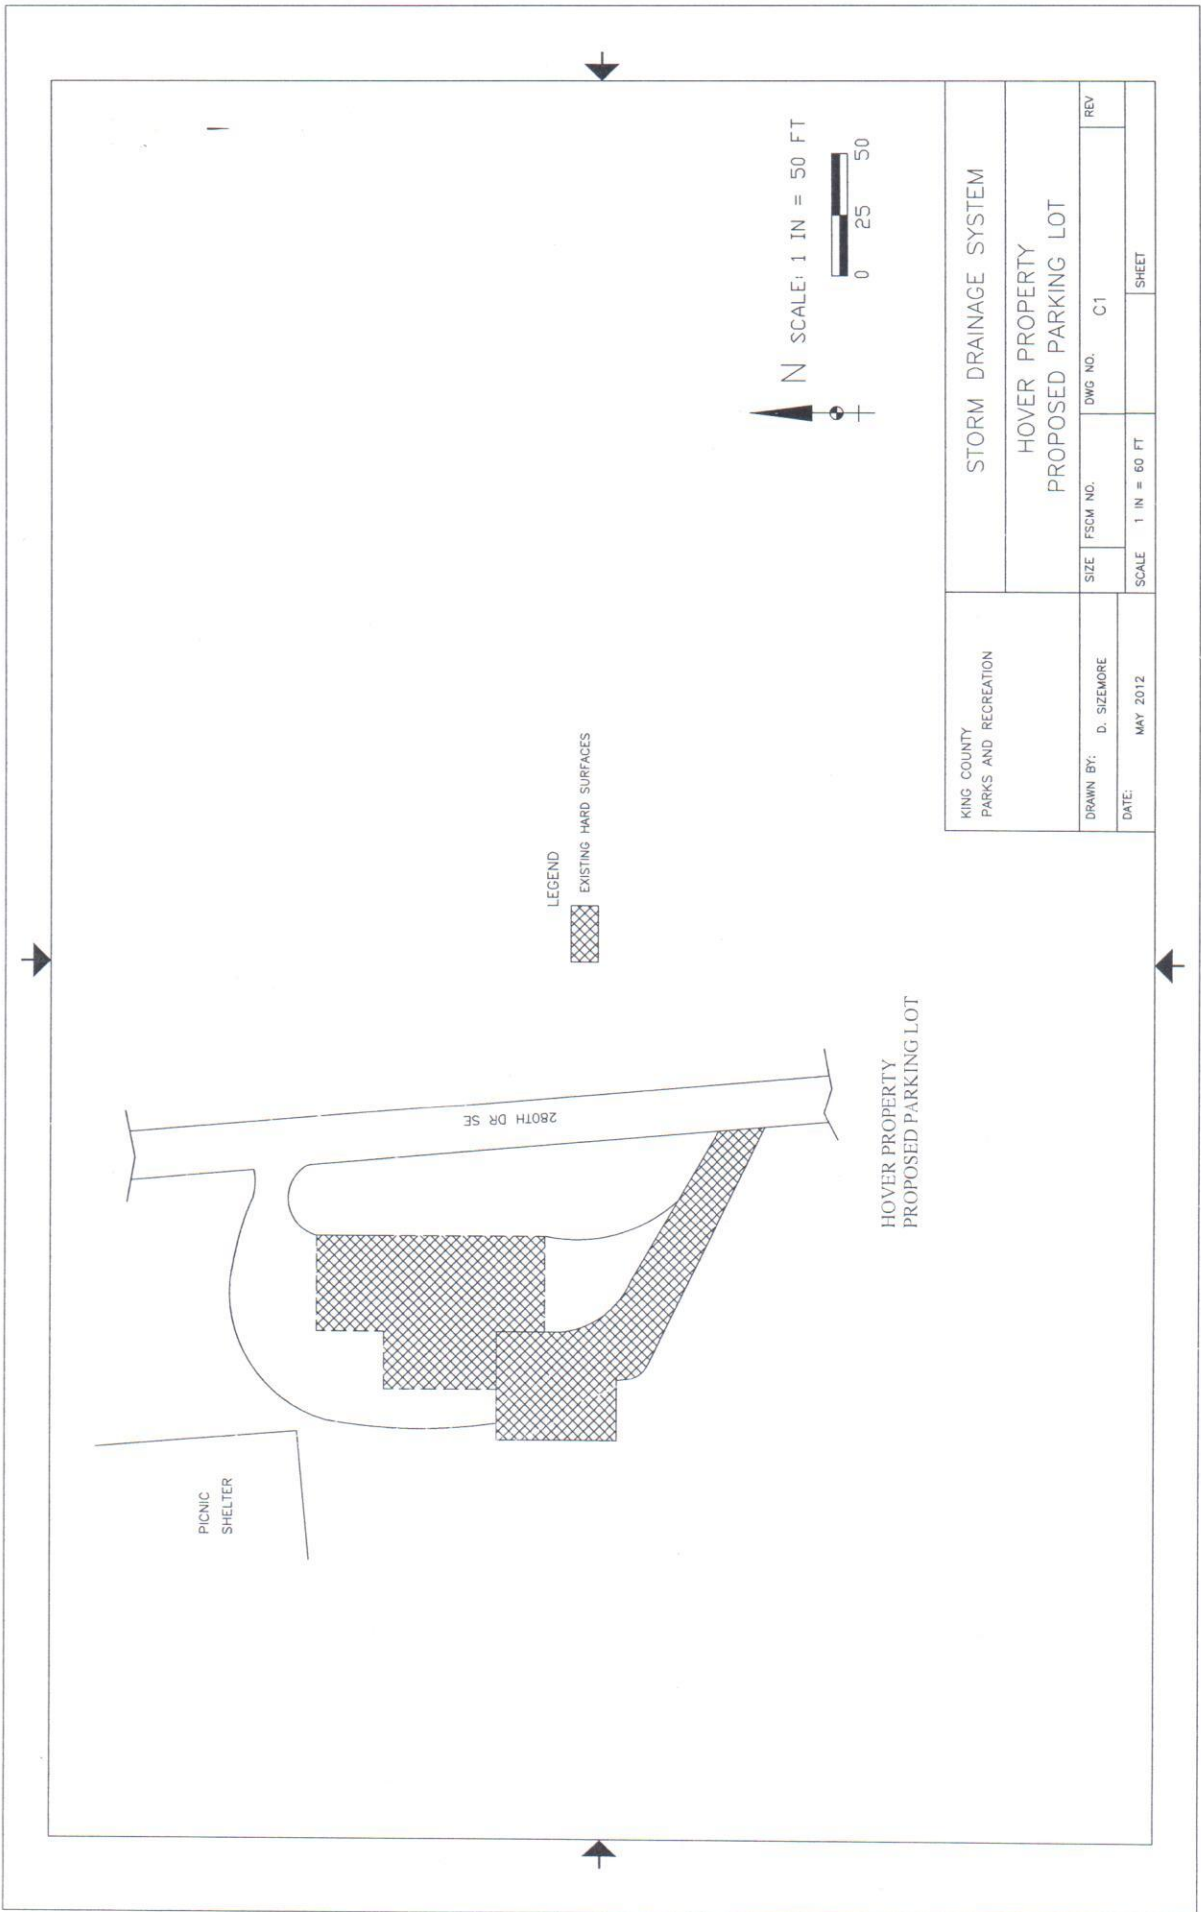 PICNIC
SHELTER
280TH DR SE
HOVER PROPERTY
PROPOSED PARKING LOT
LEGEND
EXISTING HARD SURFACES
N SCALE: 1 IN = 50 FT
0 25 50
KING COUNTY
PARKS AND RECREATION
STORM DRAINAGE SYSTEM
HOVER PROPERTY
PROPOSED PARKING LOT
DRAWN BY: D. SIZEMORE
SIZE FSCM NO. DWG NO. C1 REV
DATE: MAY 2012
SCALE 1 IN = 60 FT SHEET